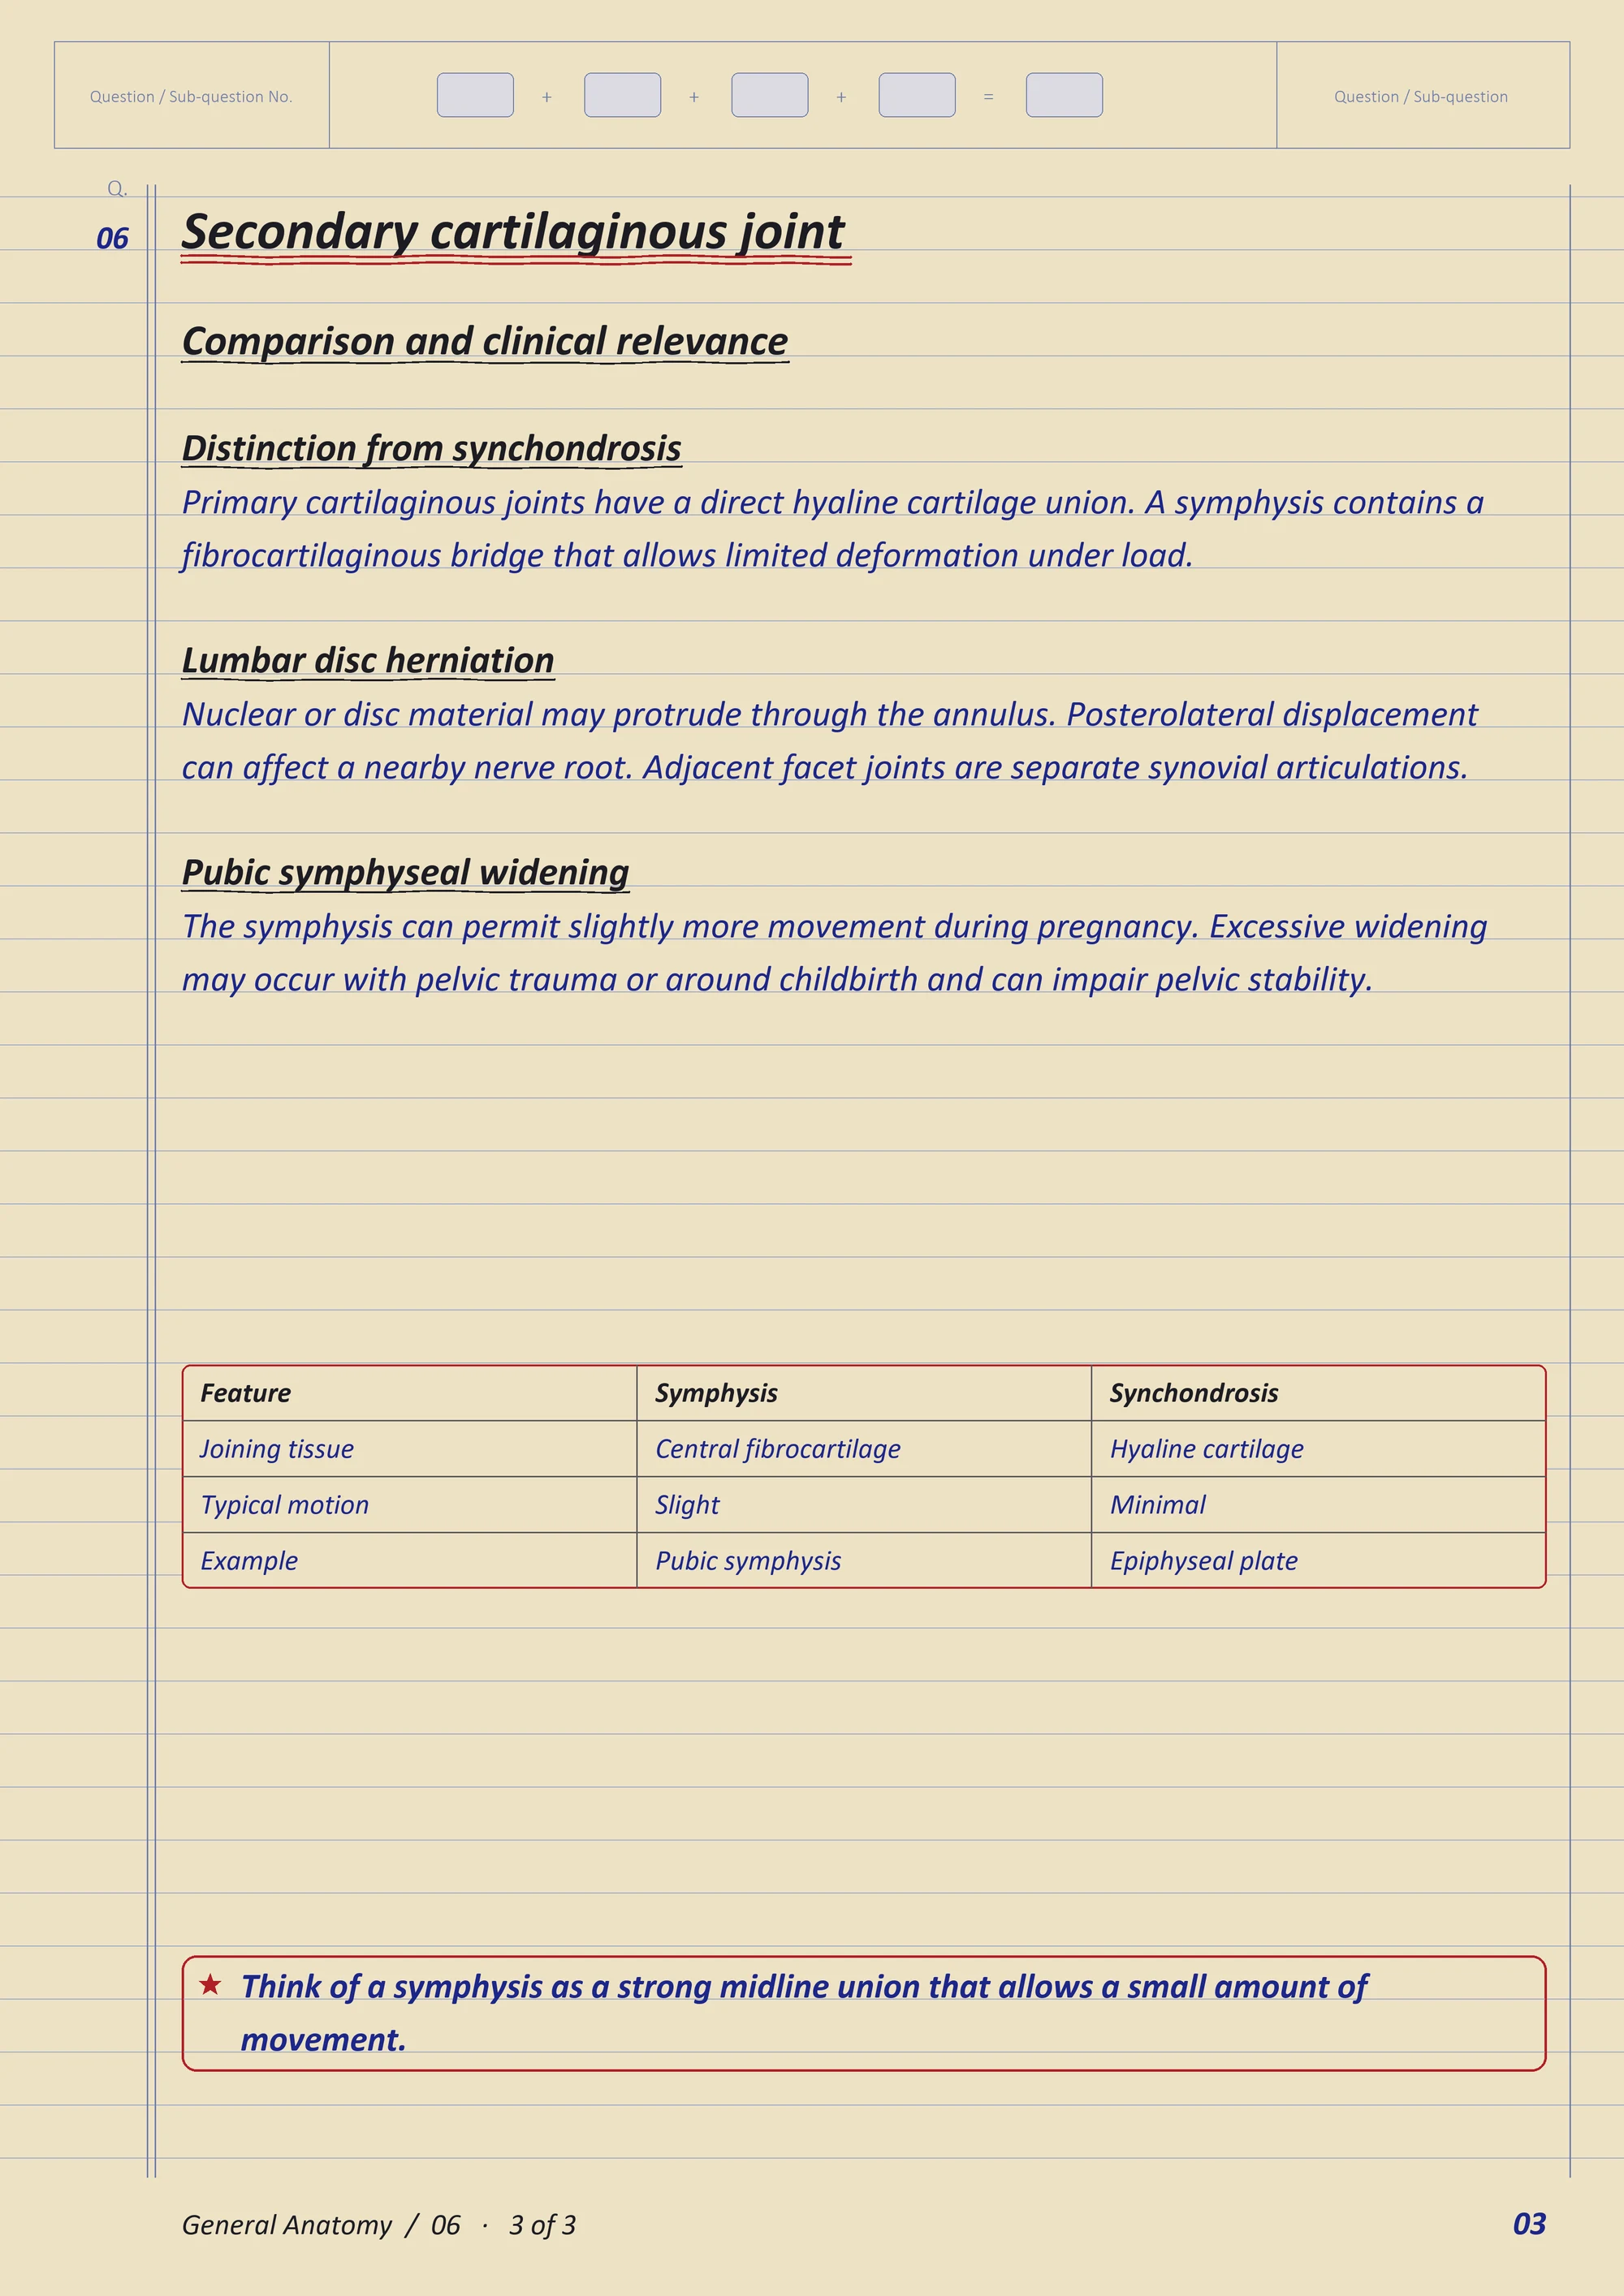 Question / Sub-question No.
+ + + =
Question / Sub-question
Q.
06
Secondary cartilaginous joint
Comparison and clinical relevance
Distinction from synchondrosis
Primary cartilaginous joints have a direct hyaline cartilage union. A symphysis contains a
fibrocartilaginous bridge that allows limited deformation under load.
Lumbar disc herniation
Nuclear or disc material may protrude through the annulus. Posterolateral displacement
can affect a nearby nerve root. Adjacent facet joints are separate synovial articulations.
Pubic symphyseal widening
The symphysis can permit slightly more movement during pregnancy. Excessive widening
may occur with pelvic trauma or around childbirth and can impair pelvic stability.
Feature Symphysis Synchondrosis
Joining tissue Central fibrocartilage Hyaline cartilage
Typical motion Slight Minimal
Example Pubic symphysis Epiphyseal plate
★ Think of a symphysis as a strong midline union that allows a small amount of
movement.
General Anatomy / 06 · 3 of 3
03